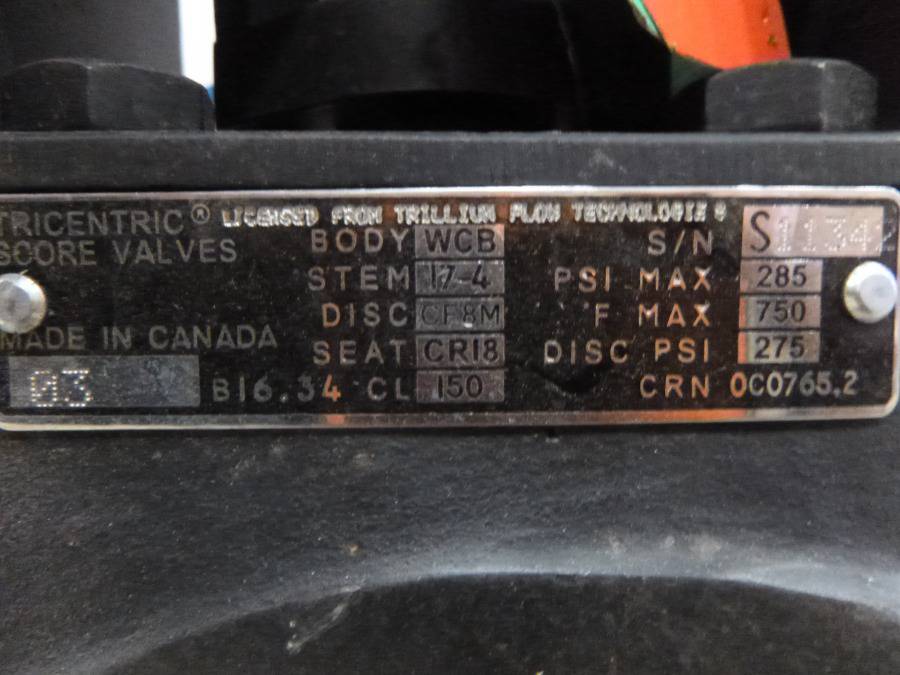 TRICENTRIC® LICENSED FROM TRILLIUM FLOW TECHNOLOGIES
SCORE VALVES
BODY WCB S/N S11342
STEM 17-4 PSI MAX 285
DISC CF8M F MAX 750
MADE IN CANADA SEAT CR18 DISC PSI 275
03 B16.34 CL 150 CRN 0C0765.2